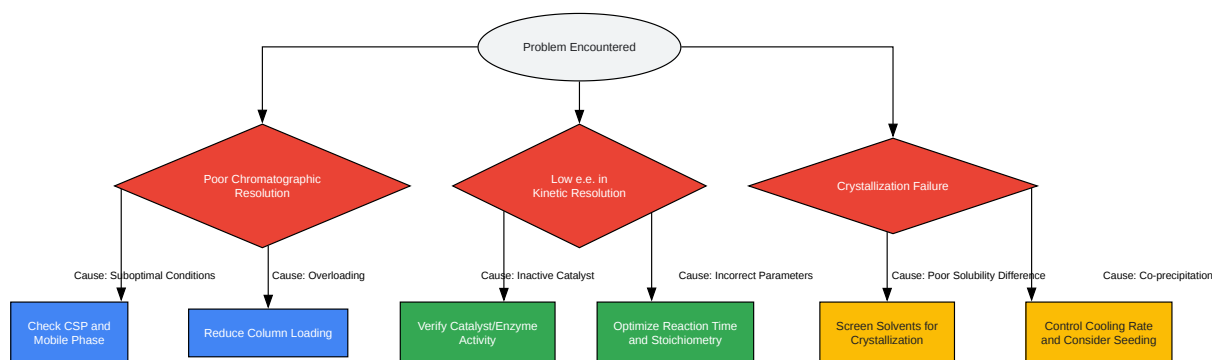 Problem Encountered
Poor Chromatographic
Resolution
Low e.e. in
Kinetic Resolution
Crystallization Failure
Cause: Suboptimal Conditions
Cause: Overloading
Cause: Inactive Catalyst
Cause: Incorrect Parameters
Cause: Poor Solubility Difference
Cause: Co-precipitation
Check CSP and
Mobile Phase
Reduce Column Loading
Verify Catalyst/Enzyme
Activity
Optimize Reaction Time
and Stoichiometry
Screen Solvents for
Crystallization
Control Cooling Rate
and Consider Seeding